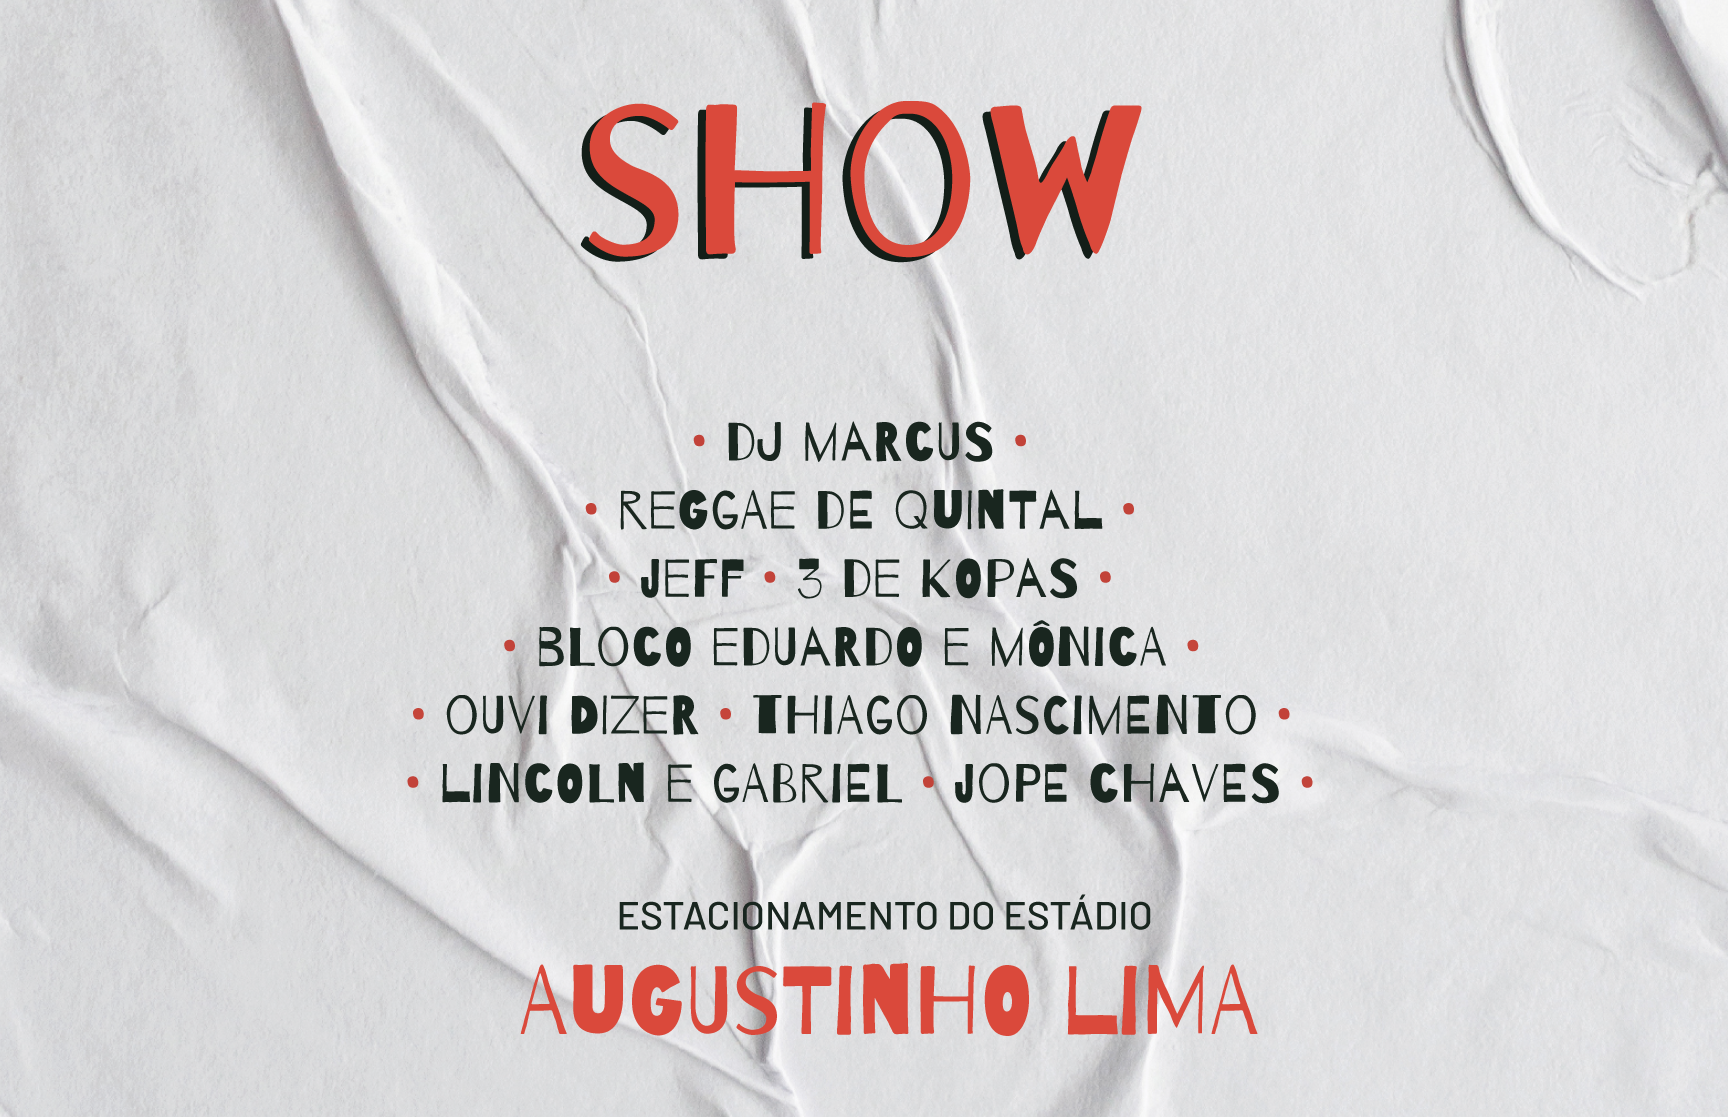 SHOW
• DJ MARCUS •
• REGGAE DE QUINTAL •
• JEFF • 3 DE KOPAS •
• BLOCO EDUARDO E MÔNICA •
• OUVI DIZER • THIAGO NASCIMENTO •
• LINCOLN E GABRIEL • JOPE CHAVES •
ESTACIONAMENTO DO ESTÁDIO
AUGUSTINHO LIMA